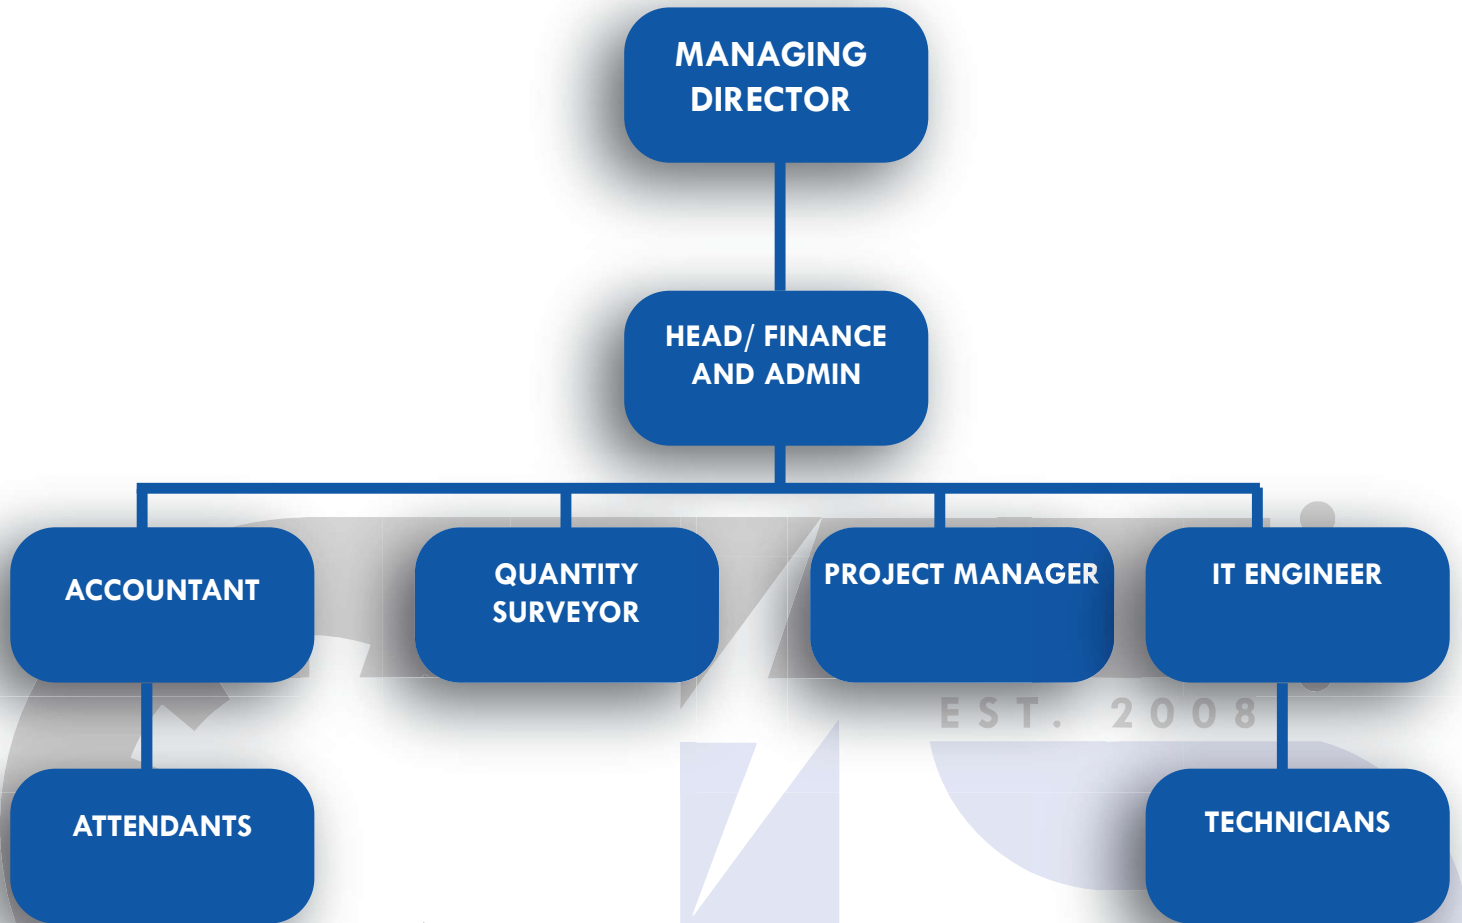 MANAGING
DIRECTOR
HEAD/ FINANCE
AND ADMIN
ACCOUNTANT
QUANTITY
SURVEYOR
PROJECT MANAGER
IT ENGINEER
EST. 2008
ATTENDANTS
TECHNICIANS